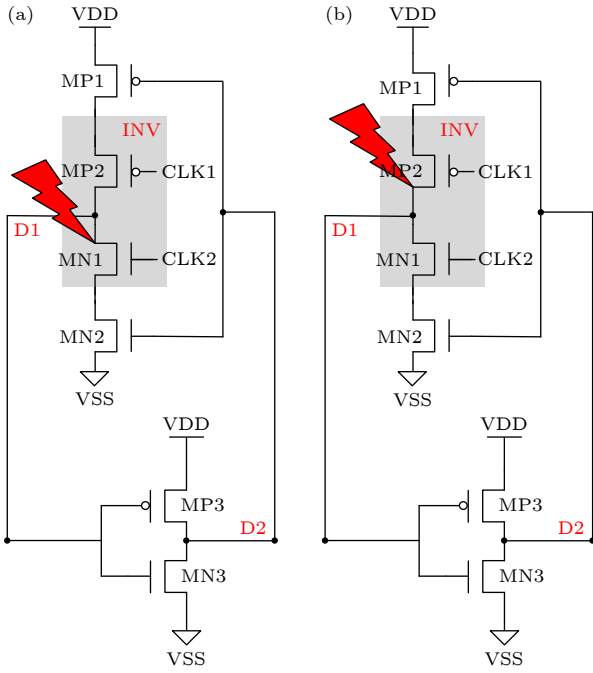 (a)
VDD
MP1
INV
MP2
CLK1
D1
MN1
CLK2
MN2
VSS
VDD
MP3
D2
MN3
VSS
(b)
VDD
MP1
INV
MP2
CLK1
D1
MN1
CLK2
MN2
VSS
VDD
MP3
D2
MN3
VSS